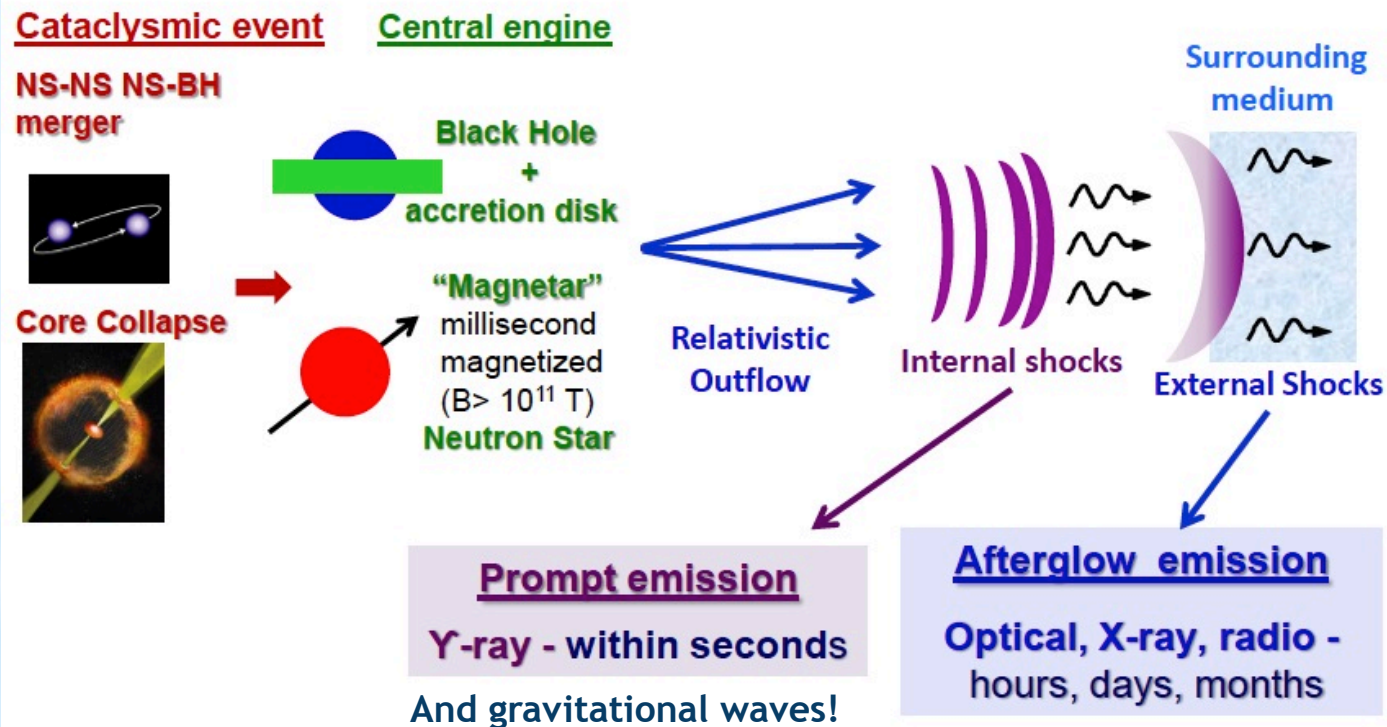 Cataclysmic event
Central engine
NS-NS NS-BH
merger
Core Collapse
Black Hole
+
accretion disk
“Magnetar”
millisecond
magnetized
(B> 10¹¹ T)
Neutron Star
Relativistic
Outflow
Internal shocks
Surrounding
medium
External Shocks
Prompt emission
ϒ-ray - within seconds
And gravitational waves!
Afterglow emission
Optical, X-ray, radio -
hours, days, months